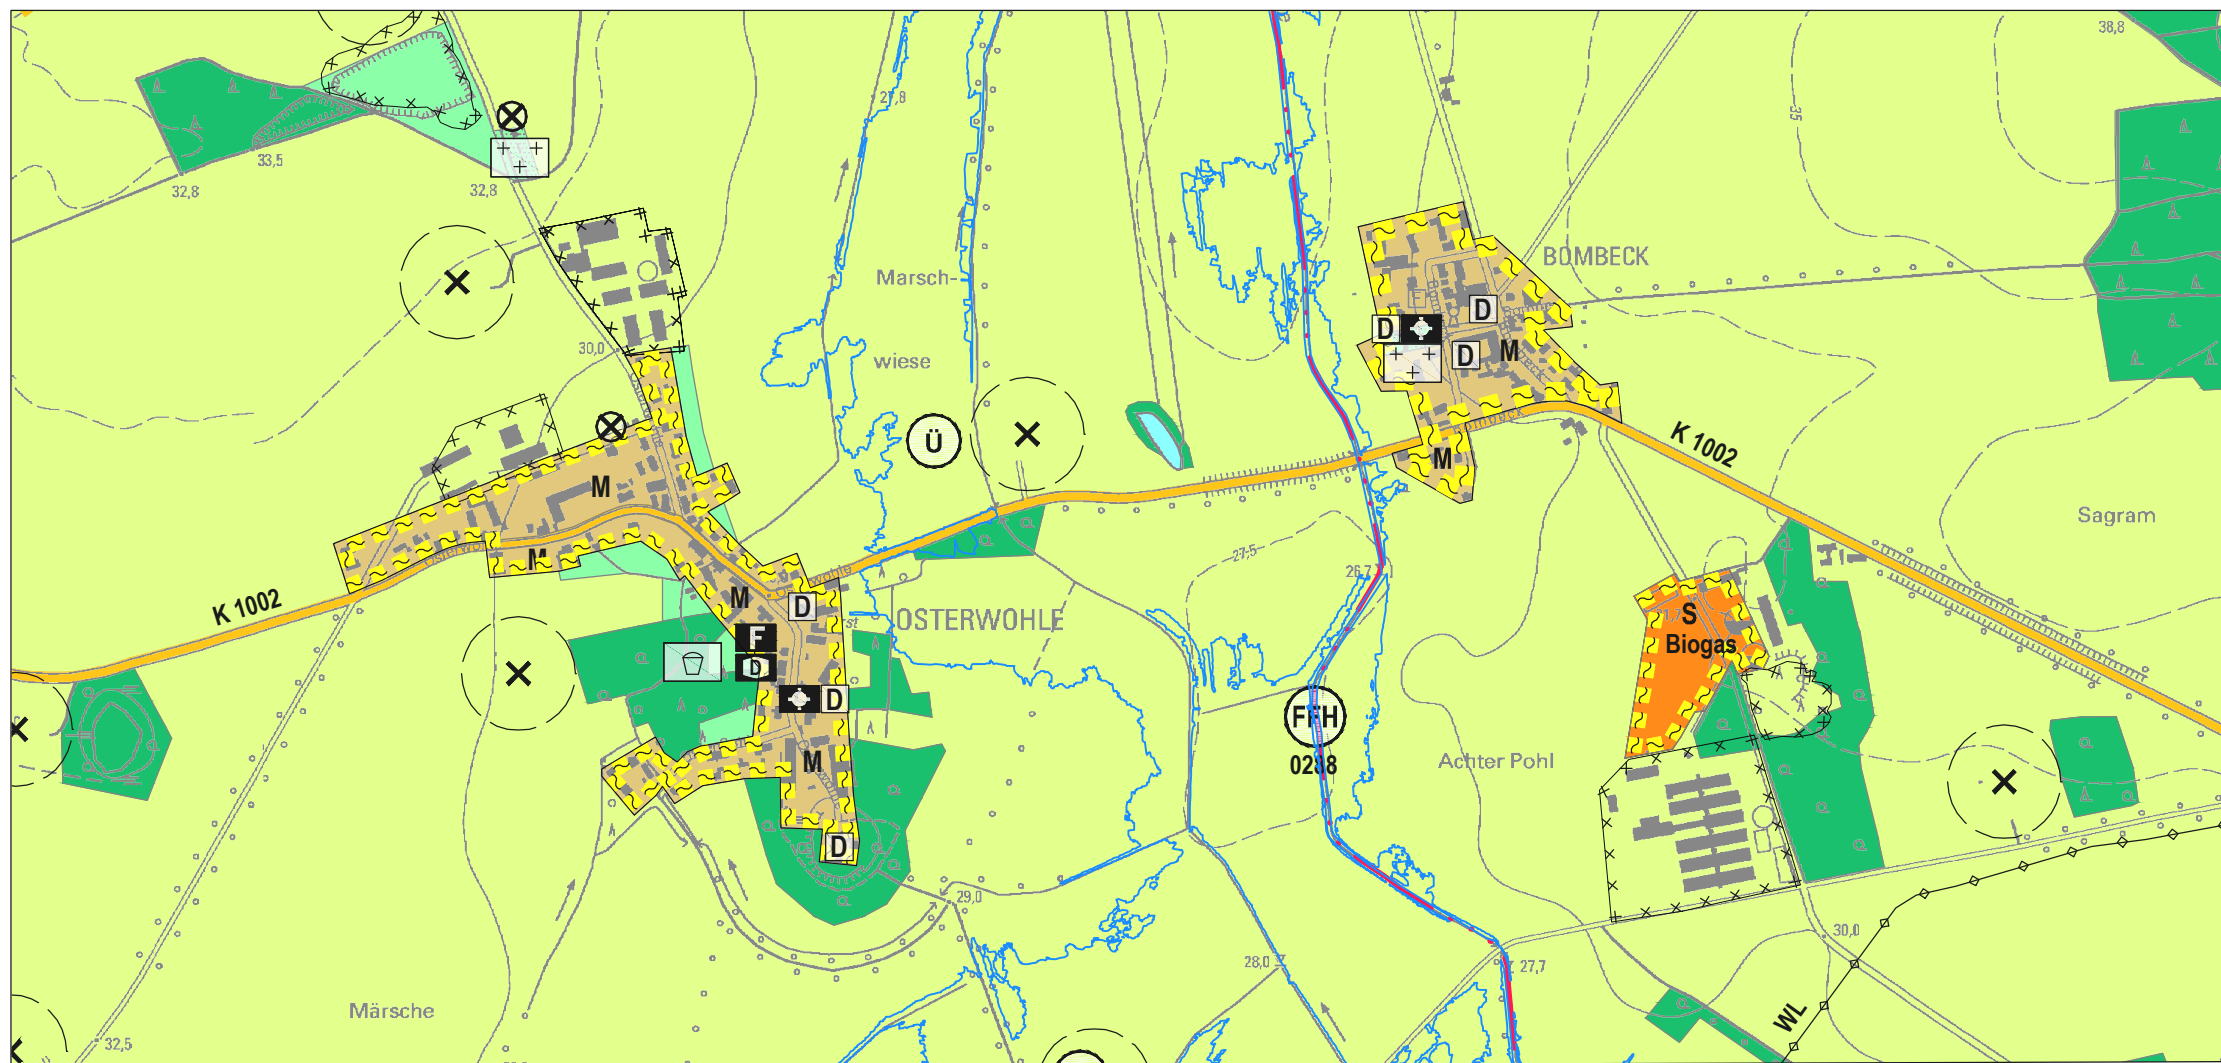 38,8
27,8
35
33,5
32,8
32,8
BOMBECK
Marsch-
wiese
30,0
D
D
D
M
Ü
K 1002
M
M
Sagram
M
27,5
26,7
K 1002
D
OSTERWOHLE
S
Biogas
F
D
D
FFH
0288
M
Achter Pohl
D
29,0
30,0
28,0
27,7
Märsche
WL
32,5